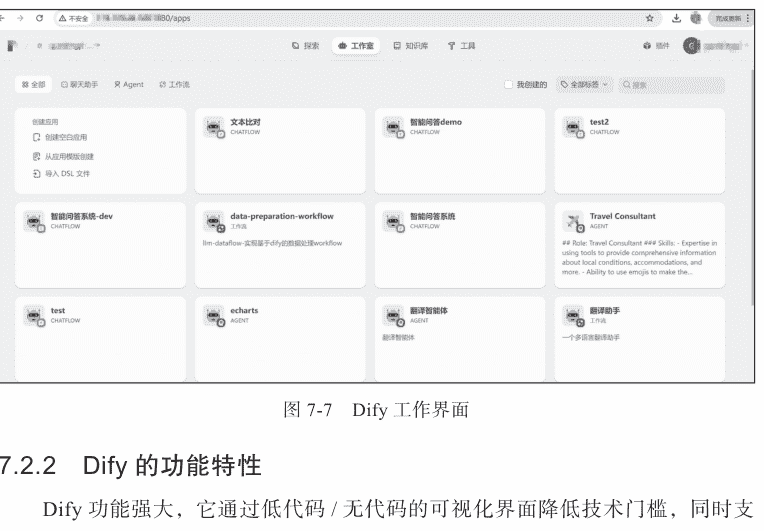 不安全 80/apps 完成更新
探索 工作室 知识库 工具 插件
全部 聊天助手 Agent 工作流 我创建的 全部标签 搜索
创建应用
创建空白应用
从应用模版创建
导入 DSL 文件
文本比对
CHATFLOW
智能问答demo
CHATFLOW
test2
CHATFLOW
智能问答系统-dev
CHATFLOW
data-preparation-workflow
工作流
llm-dataflow-实现基于dify的数据处理workflow
智能问答系统
CHATFLOW
Travel Consultant
AGENT
## Role: Travel Consultant ### Skills: - Expertise in
using tools to provide comprehensive information
about local conditions, accommodations, and
more. - Ability to use emojis to make the...
test
CHATFLOW
echarts
AGENT
翻译智能体
AGENT
翻译智能体
翻译助手
工作流
一个多语言翻译助手
图 7-7 Dify 工作界面
7.2.2 Dify 的功能特性
Dify 功能强大，它通过低代码 / 无代码的可视化界面降低技术门槛，同时支